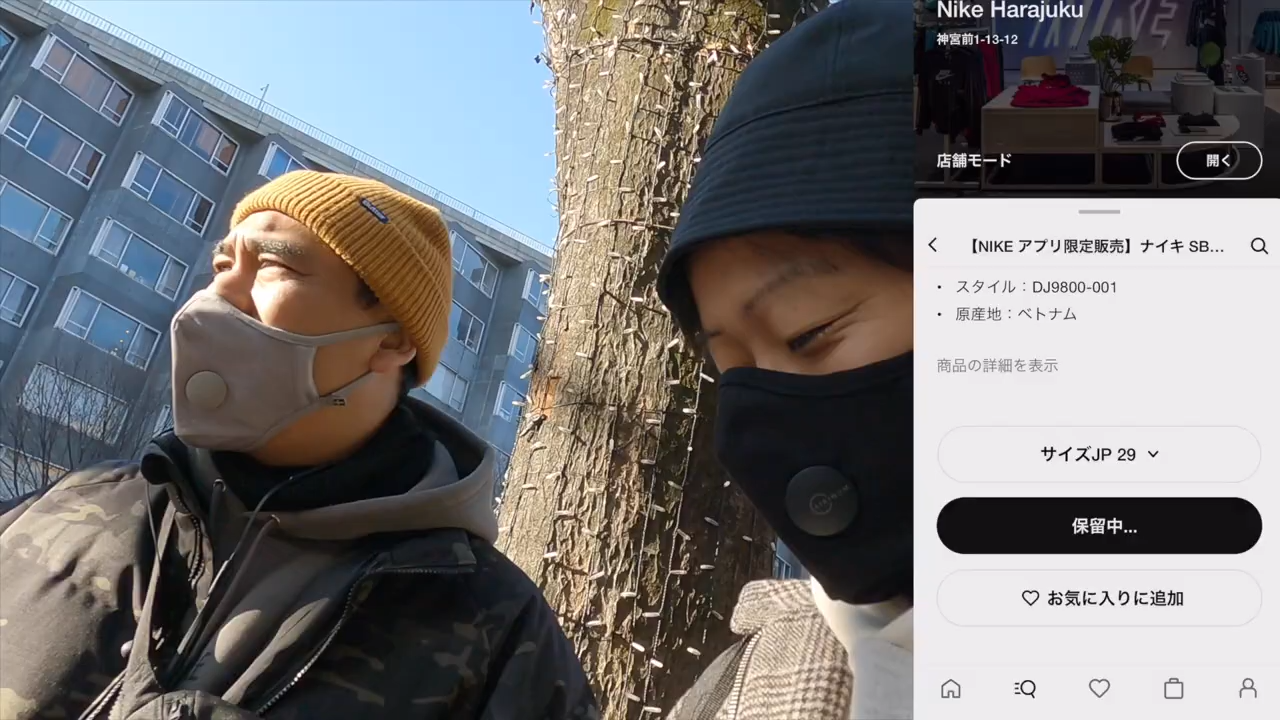 Nike Harajuku
神宮前1-13-12
店舗モード
開く
【NIKE アプリ限定販売】ナイキ SB...
• スタイル：DJ9800-001
• 原産地：ベトナム
商品の詳細を表示
サイズJP 29
保留中...
お気に入りに追加